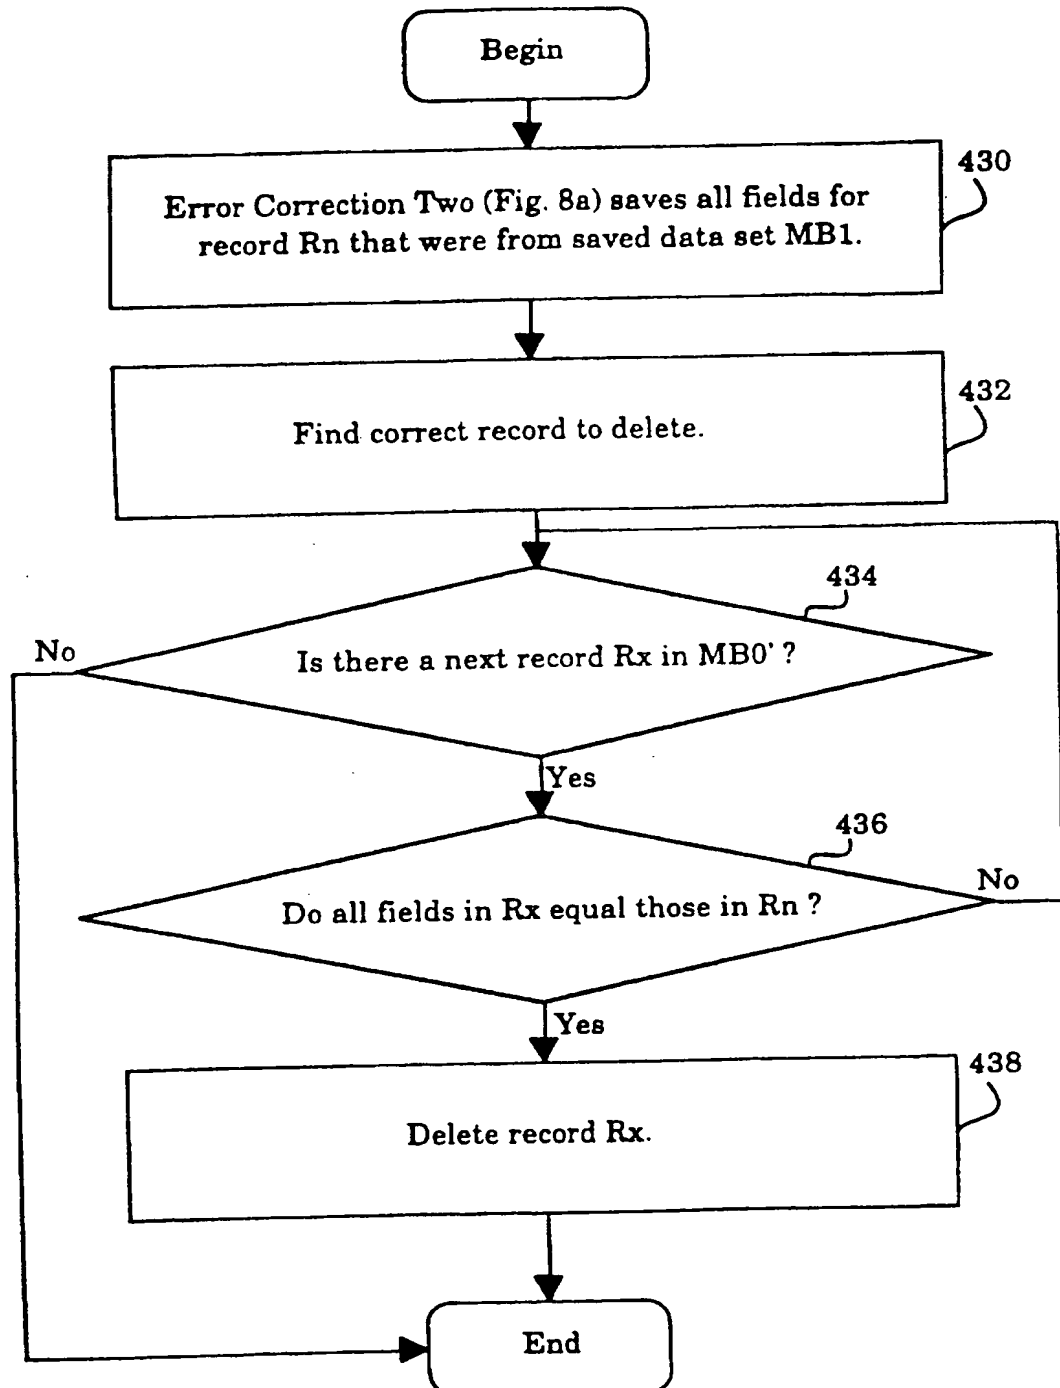 Begin
430
Error Correction Two (Fig. 8a) saves all fields for
record Rn that were from saved data set MB1.
432
Find correct record to delete.
434
No
Is there a next record Rx in MB0' ?
Yes
436
No
Do all fields in Rx equal those in Rn ?
Yes
438
Delete record Rx.
End